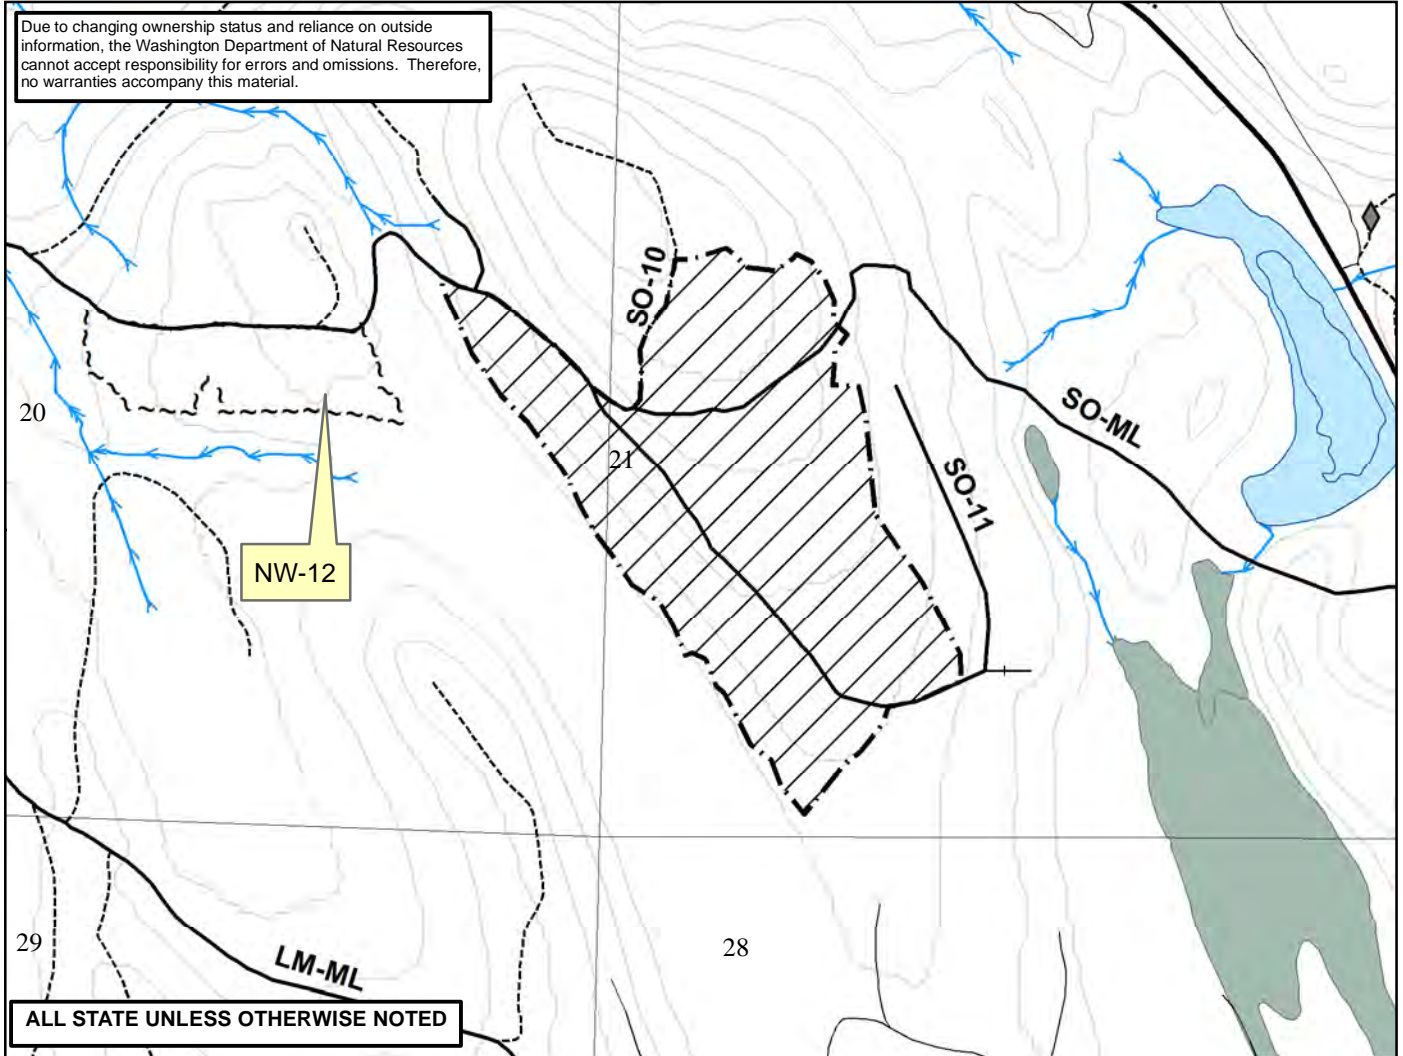 Due to changing ownership status and reliance on outside
information, the Washington Department of Natural Resources
cannot accept responsibility for errors and omissions.  Therefore,
no warranties accompany this material.
SO-10
20
SO-ML
21
SO-11
NW-12
29
28
LM-ML
ALL STATE UNLESS OTHERWISE NOTED